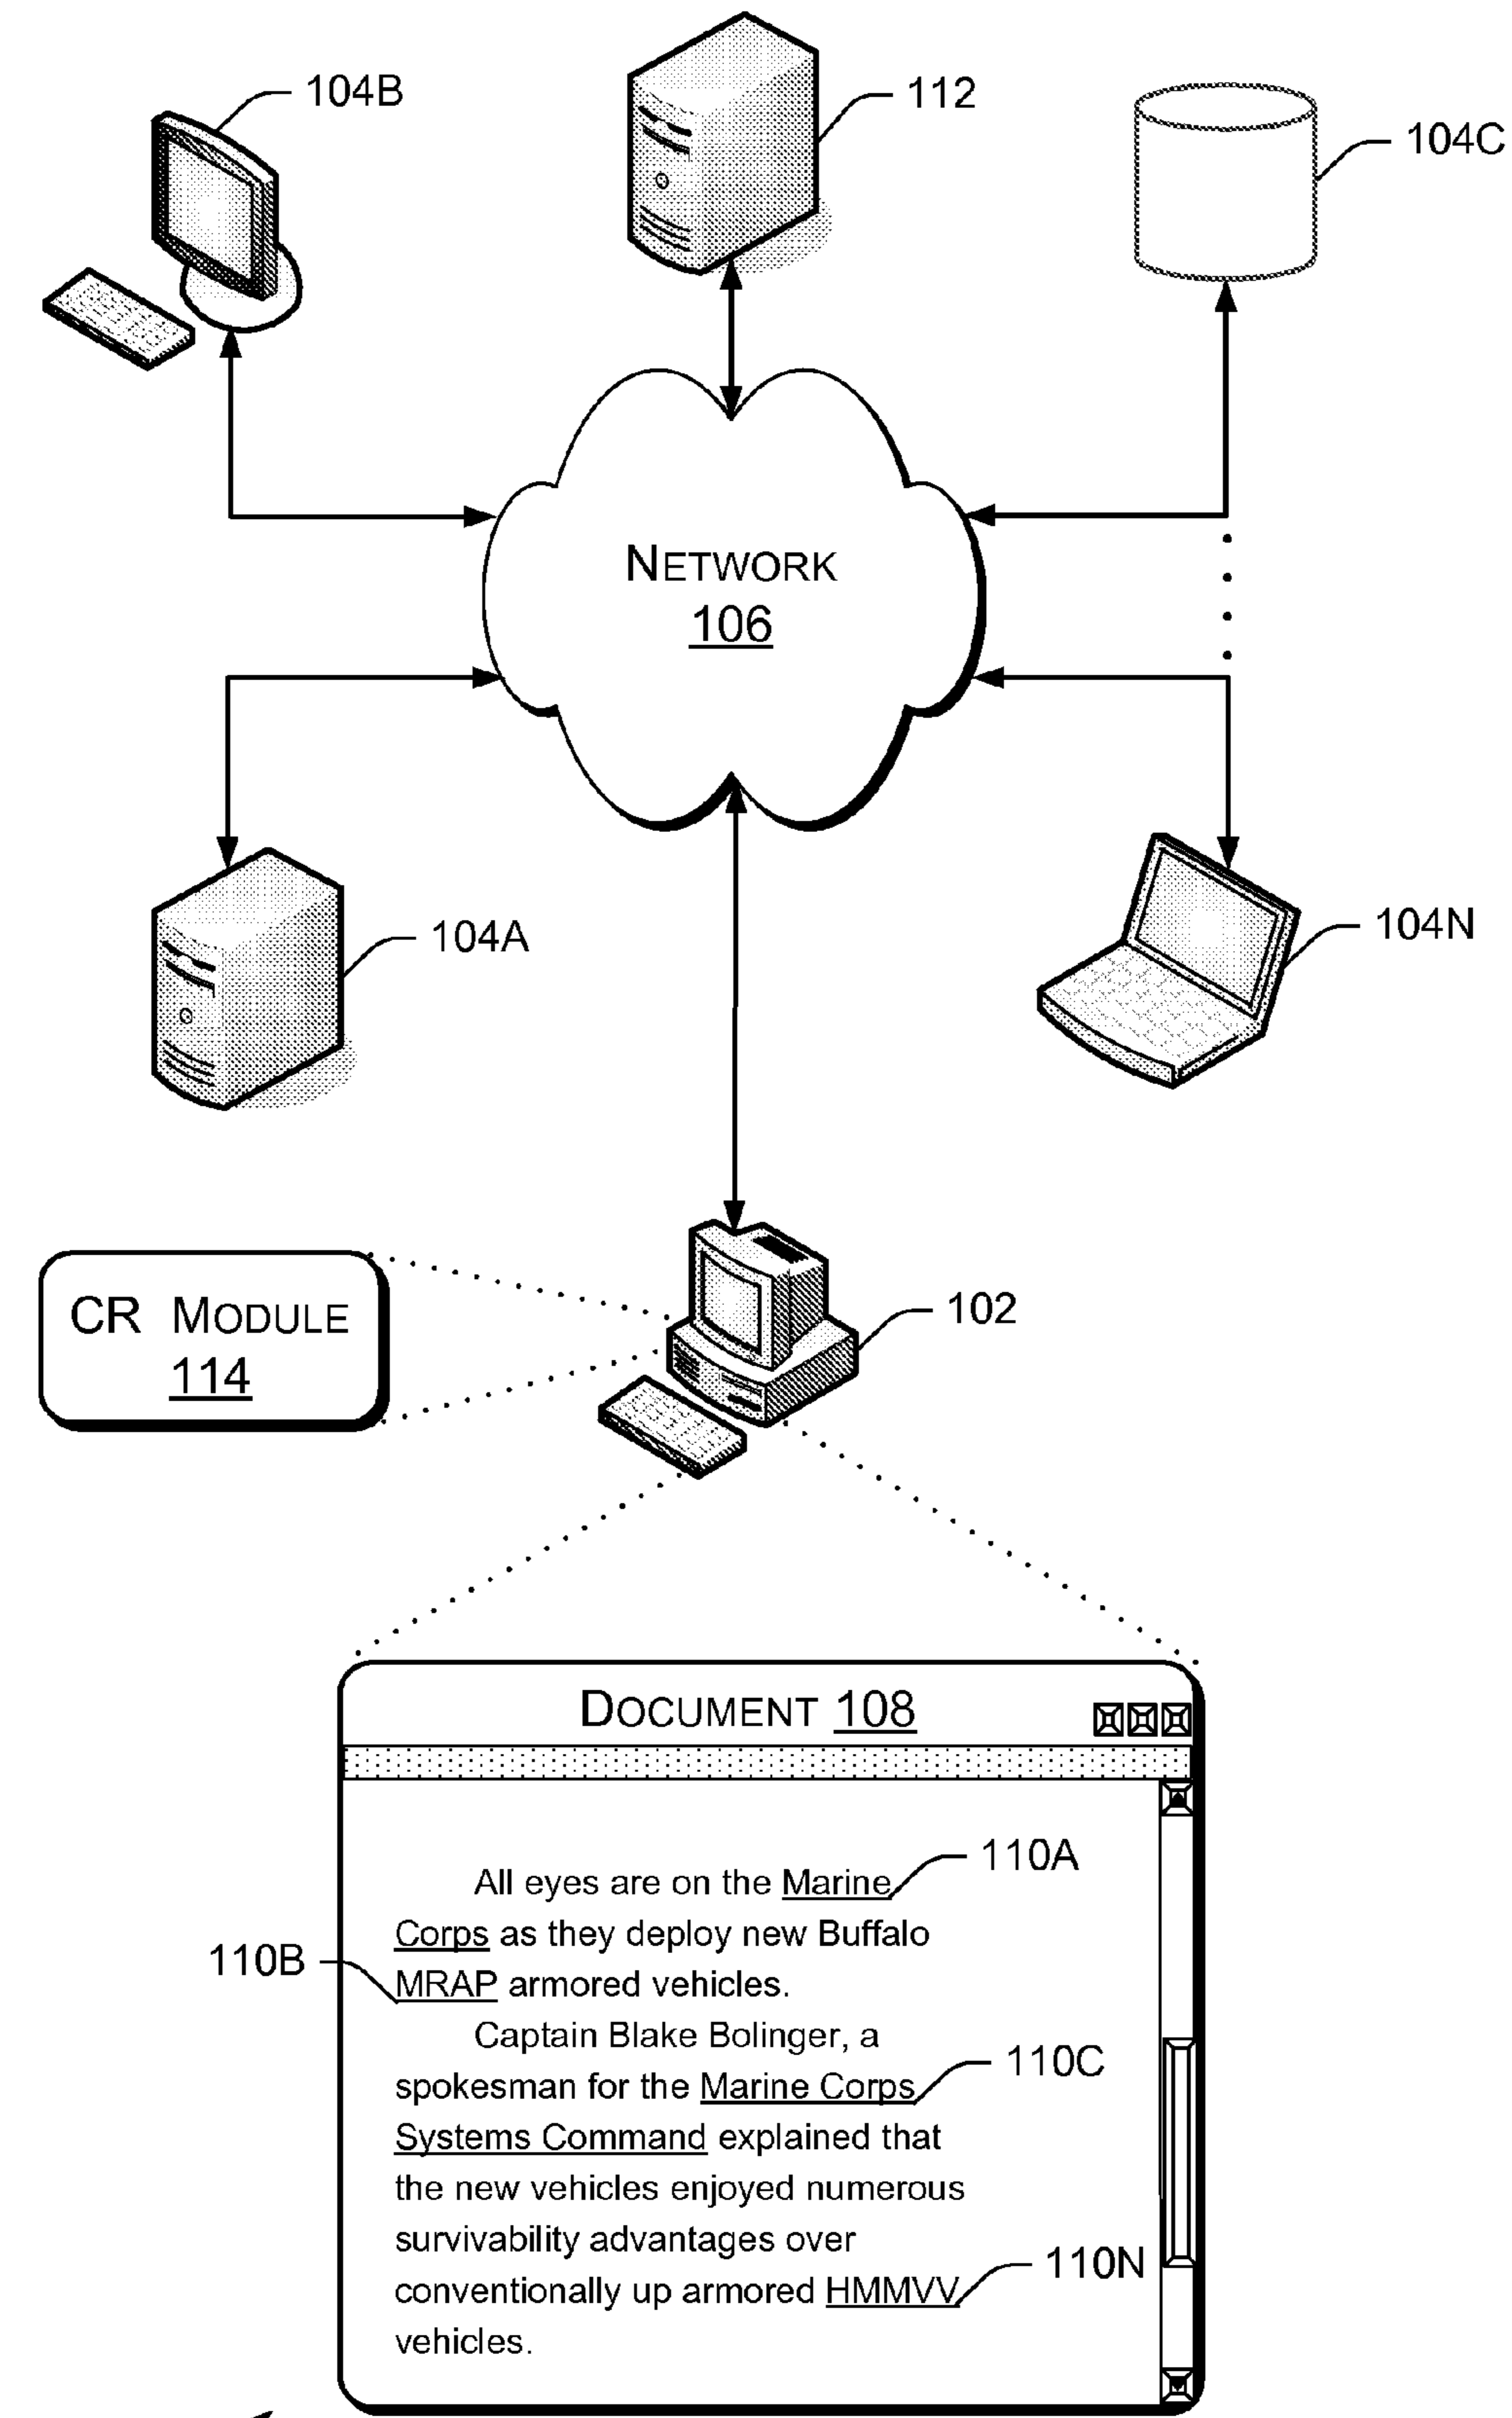 104B
112
104C
NETWORK
106
104A
104N
CR MODULE
114
102
DOCUMENT 108
110A
All eyes are on the Marine
Corps as they deploy new Buffalo
110B
MRAP armored vehicles.
Captain Blake Bolinger, a
110C
spokesman for the Marine Corps
Systems Command explained that
the new vehicles enjoyed numerous
survivability advantages over
110N
conventionally up armored HMMVV
vehicles.